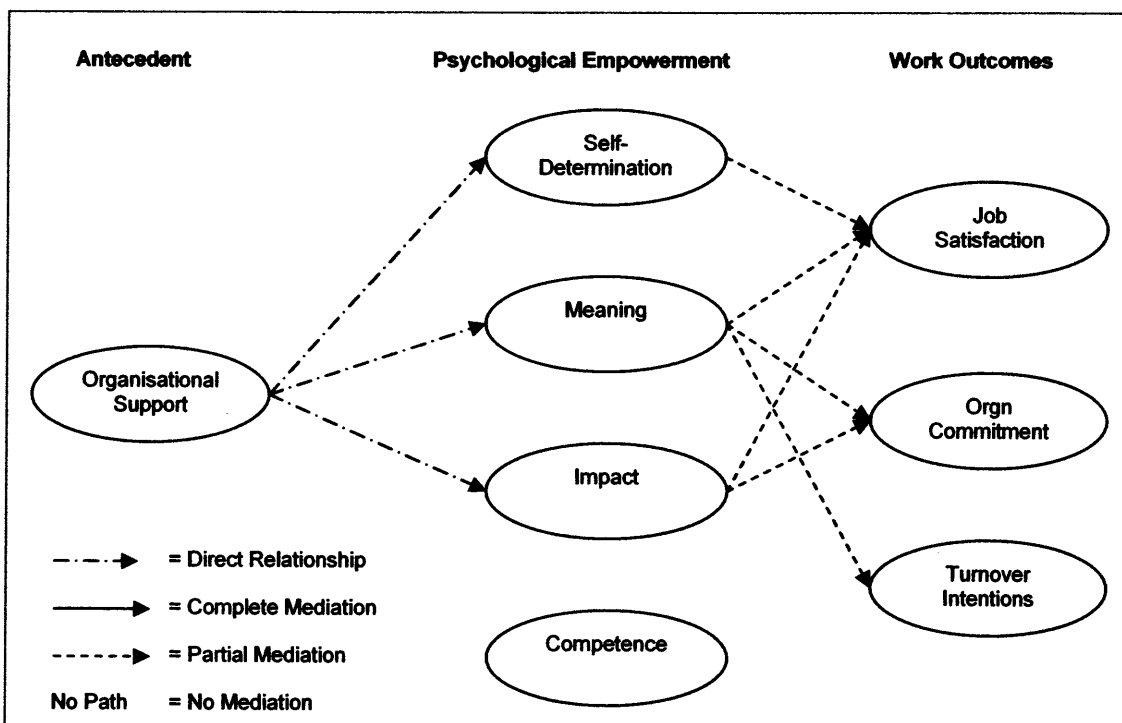 Antecedent
Psychological Empowerment
Work Outcomes
Self-
Determination
Job
Satisfaction
Meaning
Organisational
Support
Orgn
Commitment
Impact
= Direct Relationship
Turnover
Intentions
= Complete Mediation
Competence
= Partial Mediation
No Path = No Mediation